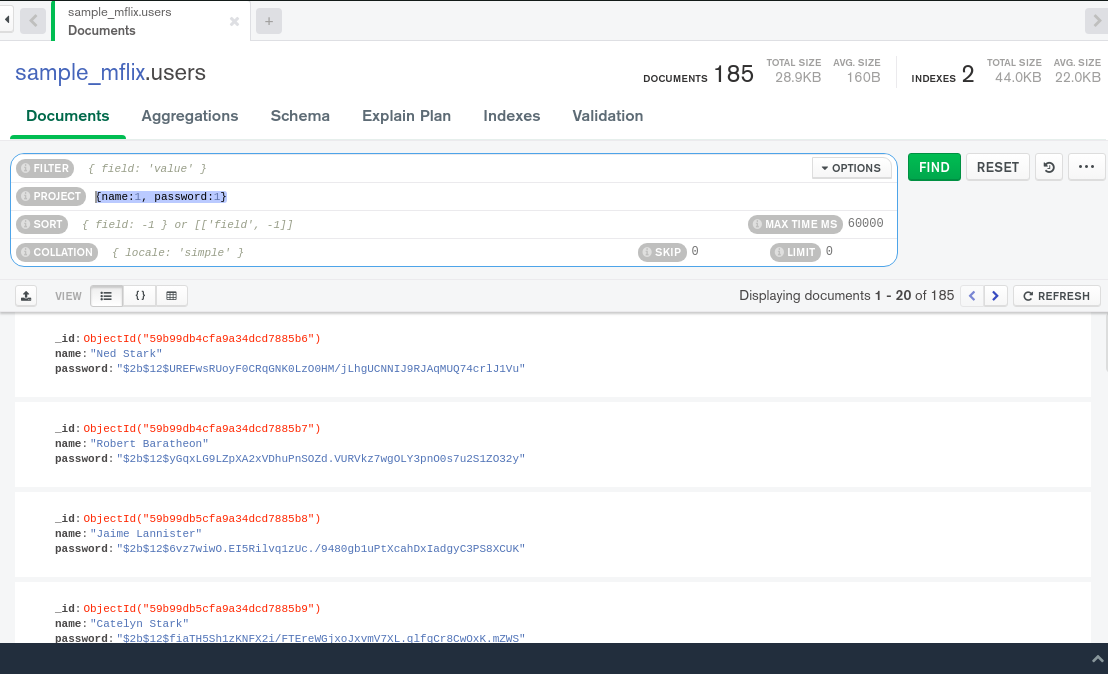 sample_mflix.users
Documents
sample_mflix.users
DOCUMENTS 185 TOTAL SIZE 28.9KB AVG. SIZE 160B INDEXES 2 TOTAL SIZE 44.0KB AVG. SIZE 22.0KB
Documents Aggregations Schema Explain Plan Indexes Validation
FILTER { field: 'value' } OPTIONS FIND RESET
PROJECT {name:1, password:1}
SORT { field: -1 } or [['field', -1]] MAX TIME MS 60000
COLLATION { locale: 'simple' } SKIP 0 LIMIT 0
VIEW {} Displaying documents 1 - 20 of 185 REFRESH
_id: ObjectId("59b99db4cfa9a34dcd7885b6")
name: "Ned Stark"
password: "$2b$12$UREFwsRUoyF0CRqGNK0LzO0HM/jLhgUCNNIJ9RJAqMUQ74crlJ1Vu"
_id: ObjectId("59b99db4cfa9a34dcd7885b7")
name: "Robert Baratheon"
password: "$2b$12$yGqxLG9LZpXA2xVDhuPnSOZd.VURVkz7wgOLY3pnO0s7u2S1ZO32y"
_id: ObjectId("59b99db5cfa9a34dcd7885b8")
name: "Jaime Lannister"
password: "$2b$12$6vz7wiwO.EI5Rilvq1zUc./9480gb1uPtXcahDxIadgyC3PS8XCUK"
_id: ObjectId("59b99db5cfa9a34dcd7885b9")
name: "Catelyn Stark"
password: "$2b$12$fiaTH5Sh1zKNFX2i/FTEreWGjxoJxvmV7XL.qlfqCr8CwOxK.mZWS"